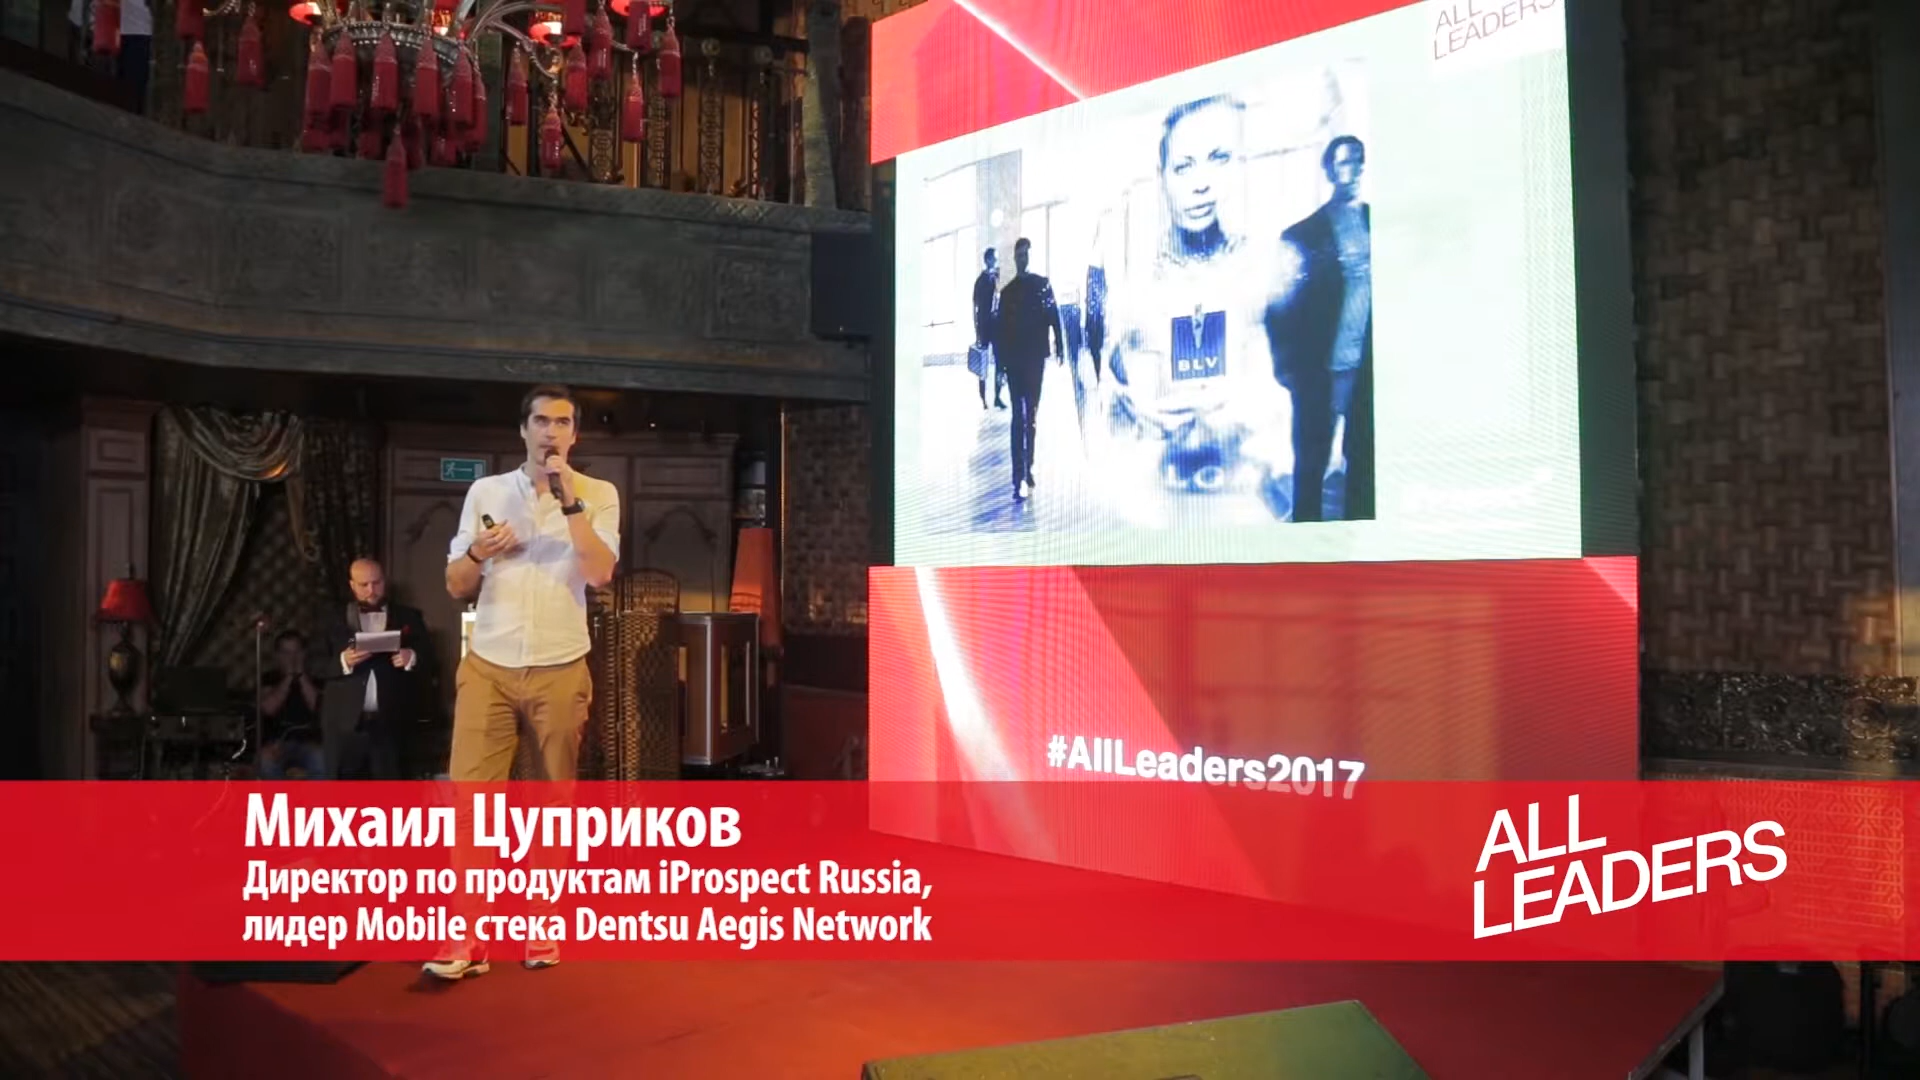 ALL
LEADERS
BLV
#AllLeaders2017
Михаил Цуприков
Директор по продуктам iProspect Russia,
лидер Mobile стека Dentsu Aegis Network
ALL
LEADERS